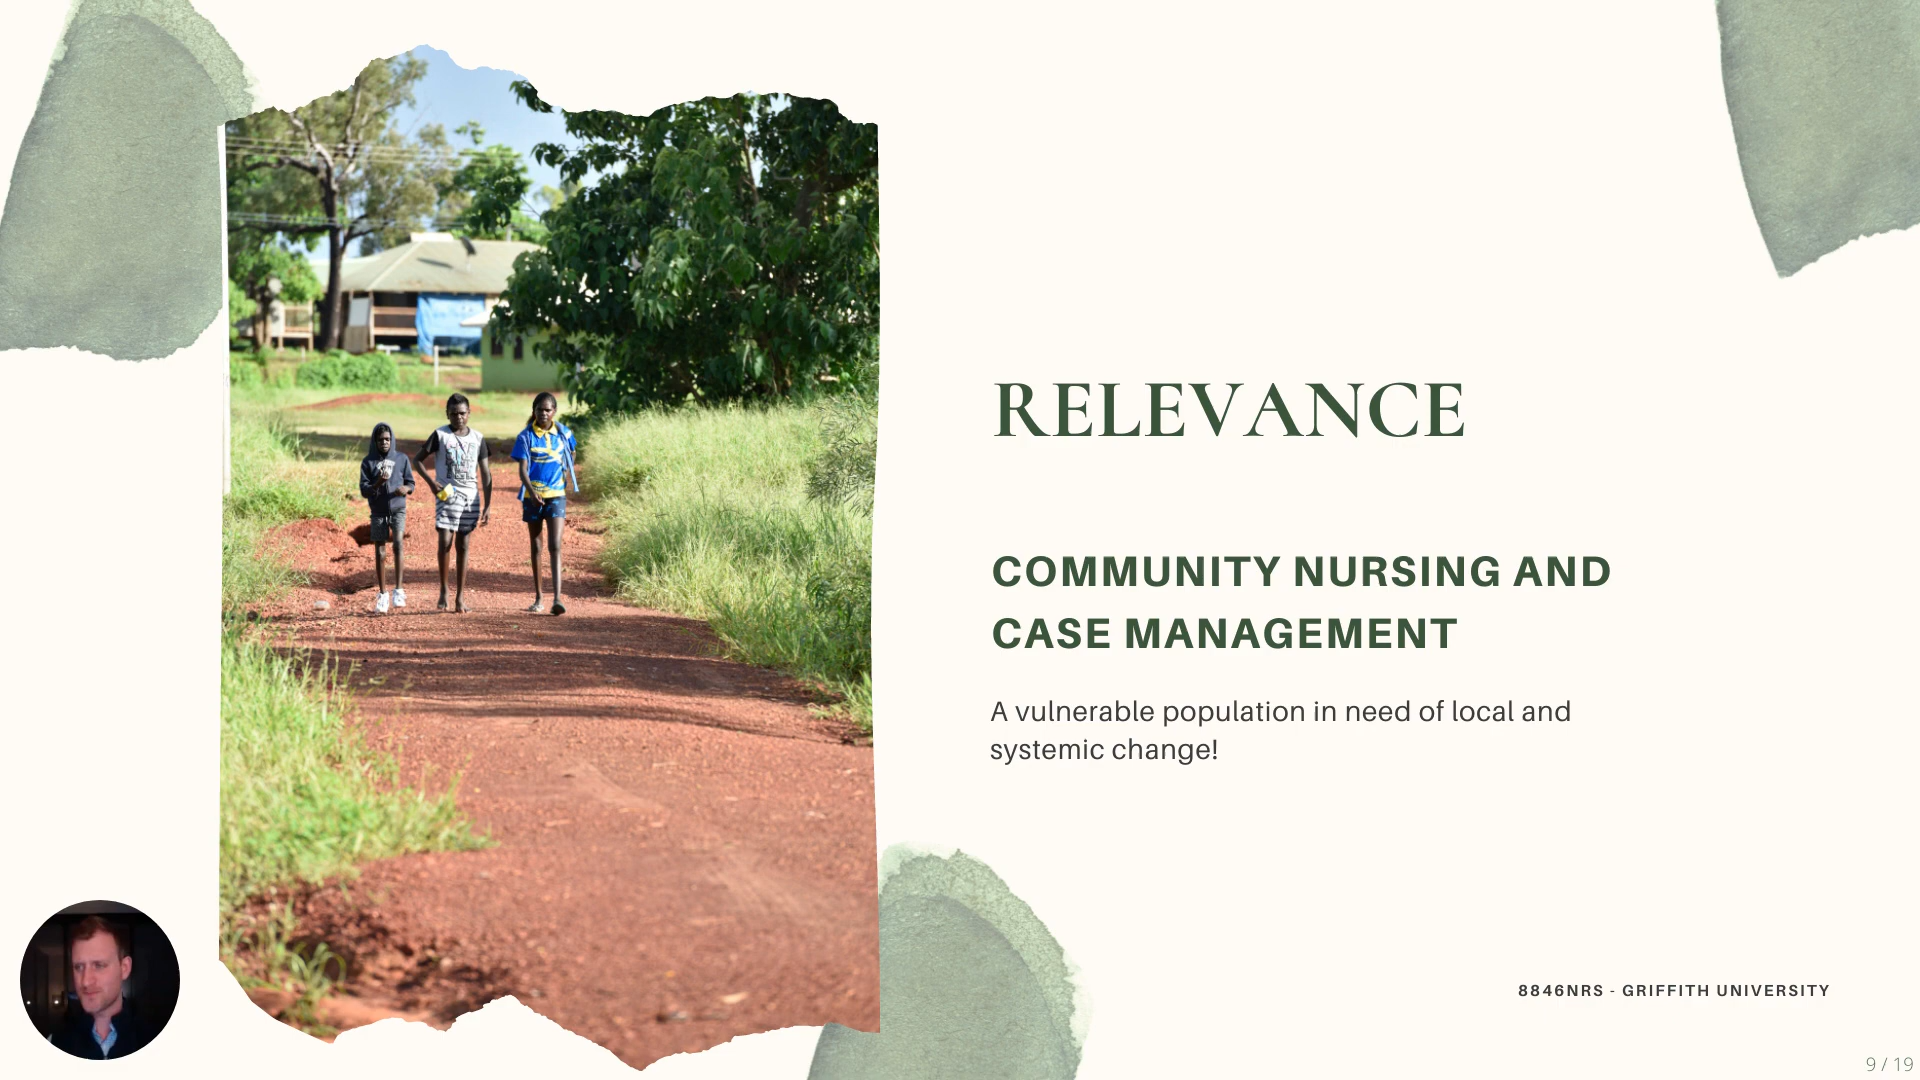 RELEVANCE
COMMUNITY NURSING AND
CASE MANAGEMENT
A vulnerable population in need of local and
systemic change!
8846NRS - GRIFFITH UNIVERSITY
9 / 19